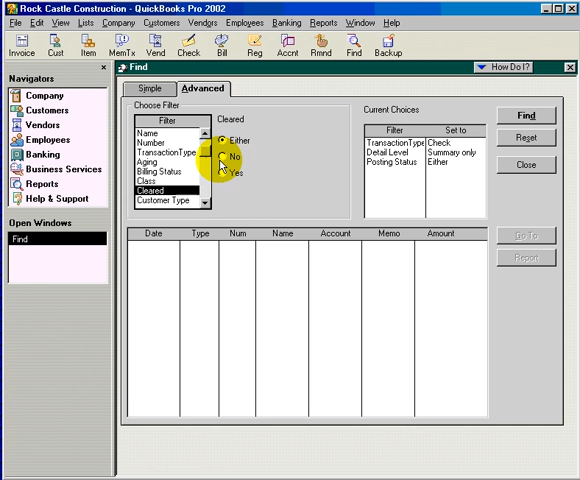 Rock Castle Construction - QuickBooks Pro 2002
File Edit View Lists Company Customers Vendors Employees Banking Reports Window Help
Invoice Cust Item MemTx Vend Check Bill Reg Accnt Rmnd Find Backup
Navigators
Company
Customers
Vendors
Employees
Banking
Business Services
Reports
Help & Support
Open Windows
Find
Find
How Do I?
Simple Advanced
Choose Filter
Filter
Name
Number
TransactionType
Aging
Billing Status
Class
Cleared
Customer Type
Cleared
Either
No
Yes
Current Choices
Filter Set to
TransactionType Check
Detail Level Summary only
Posting Status Either
Find
Reset
Close
Date Type Num Name Account Memo Amount
Go To
Report